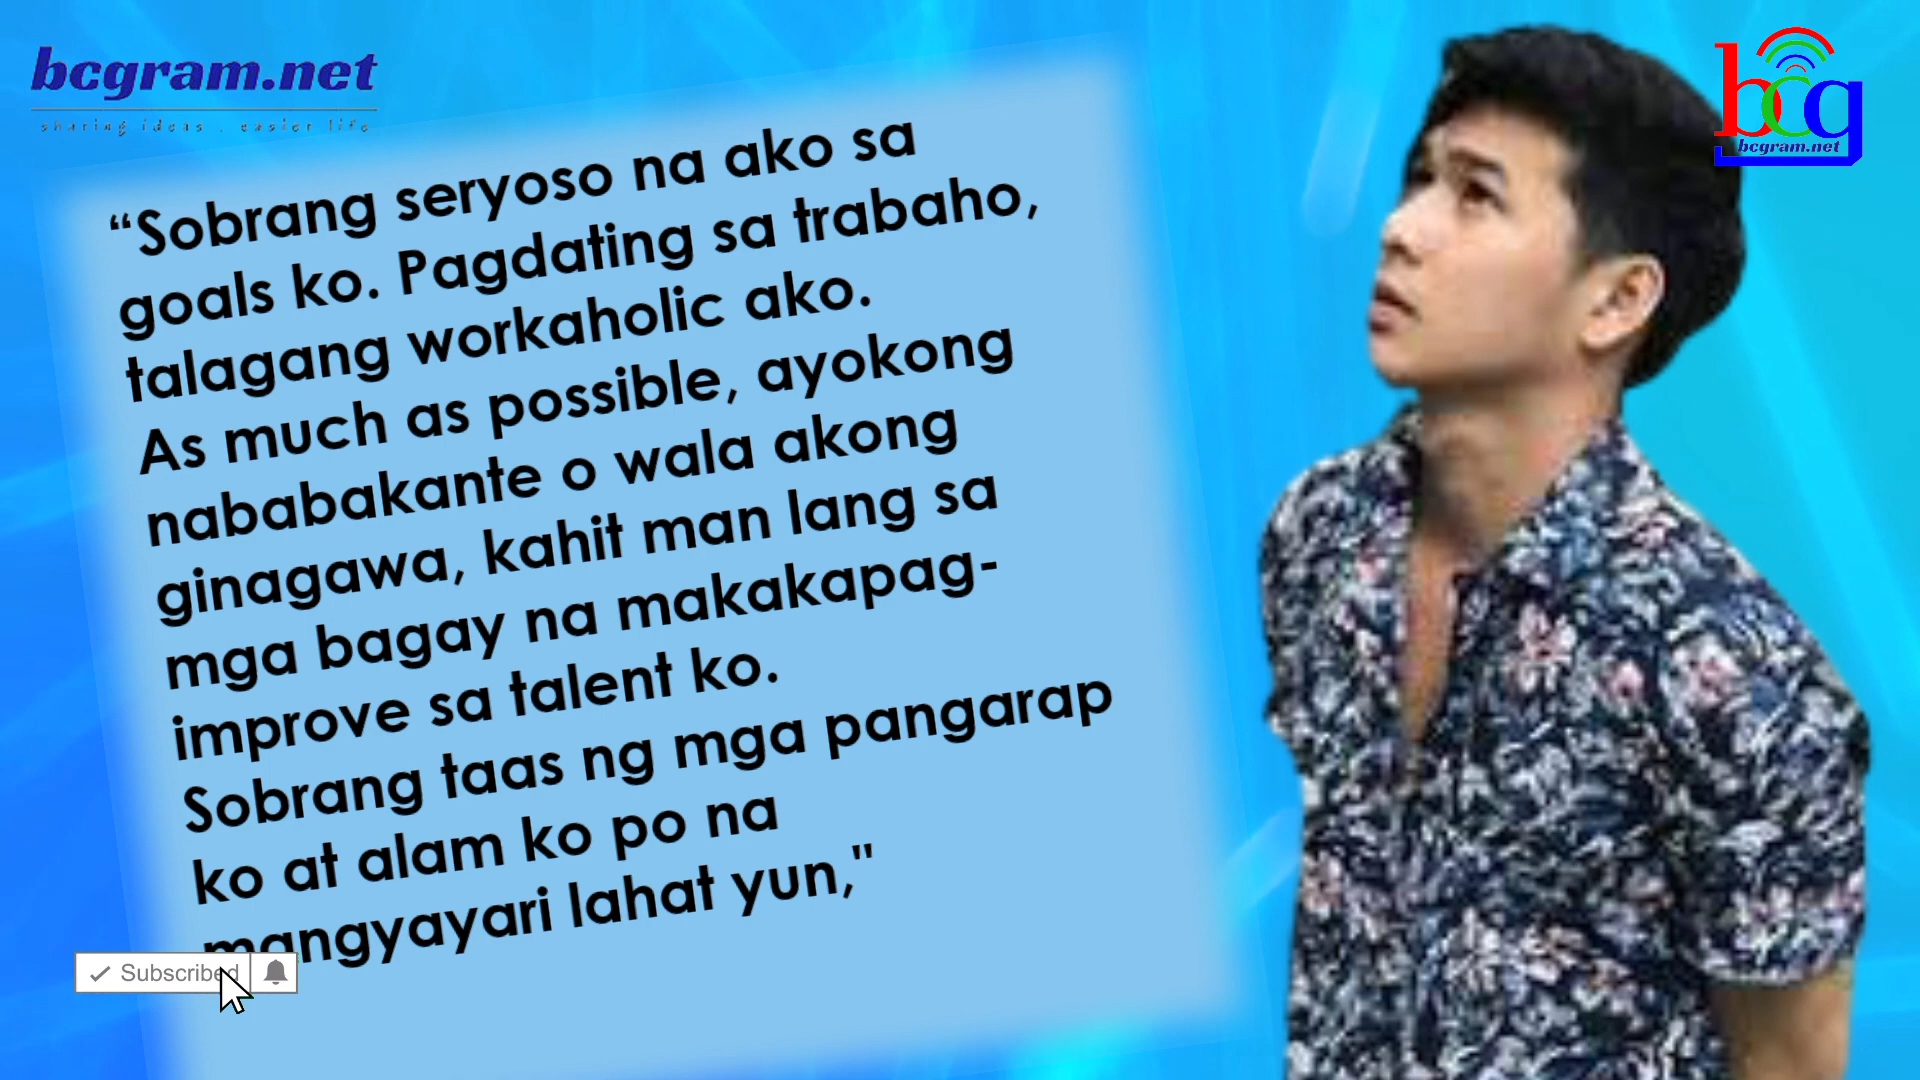 bcgram.net
sharing ideas . easier life
bcg
bcgram.net
“Sobrang seryoso na ako sa
goals ko. Pagdating sa trabaho,
talagang workaholic ako.
As much as possible, ayokong
nababakante o wala akong
ginagawa, kahit man lang sa
mga bagay na makakapag-
improve sa talent ko.
Sobrang taas ng mga pangarap
ko at alam ko po na
mangyayari lahat yun,"
Subscribed